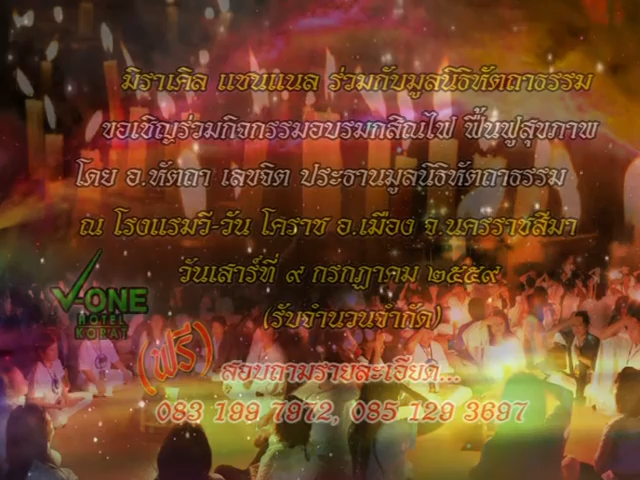 มิราเคิล แชนแนล ร่วมกับมูลนิธิหัตถาธรรม
ขอเชิญร่วมกิจกรรมอบรมกสิณไฟ ฟื้นฟูสุขภาพ
โดย อ.หัตถา เลขจิต ประธานมูลนิธิหัตถาธรรม
ณ โรงแรมวี-วัน โคราช อ.เมือง จ.นครราชสีมา
วันเสาร์ที่ ๙ กรกฎาคม ๒๕๕๙
(รับจำนวนจำกัด)
V-ONE
HOTEL
KORAT
(ฟรี) สอบถามรายละเอียด...
083 199 7972, 085 129 3697